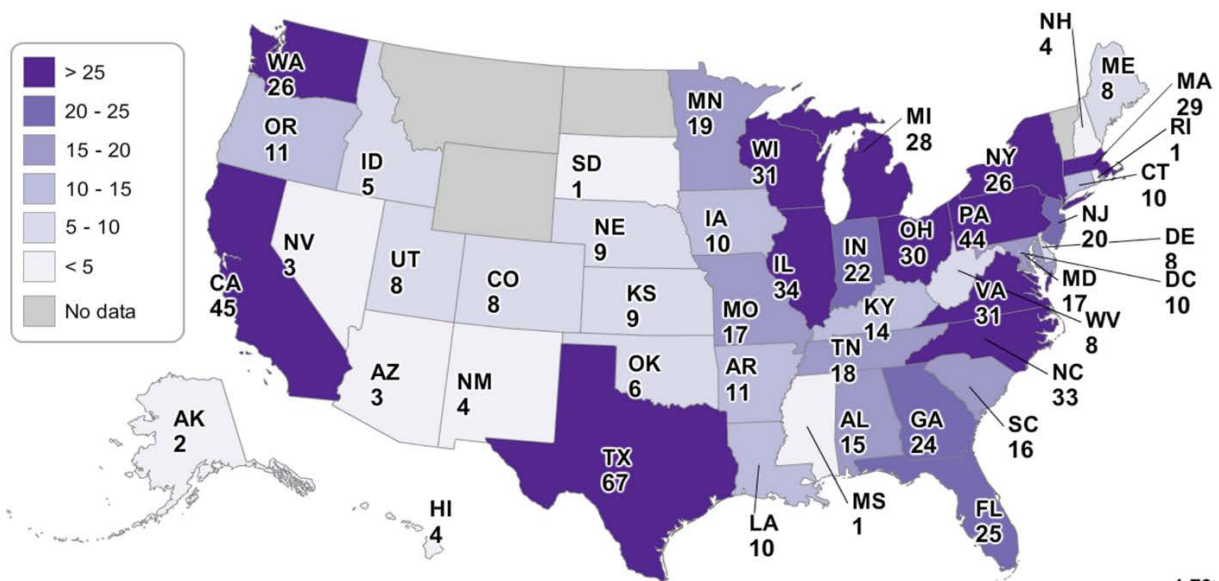 > 25
20 - 25
15 - 20
10 - 15
5 - 10
< 5
No data
WA
26
OR
11
ID
5
NV
3
CA
45
UT
8
CO
8
AZ
3
NM
4
AK
2
HI
4
SD
1
NE
9
KS
9
OK
6
TX
67
MN
19
IA
10
MO
17
AR
11
LA
10
WI
31
IL
34
MI
28
IN
22
OH
30
KY
14
TN
18
MS
1
AL
15
GA
24
FL
25
SC
16
NC
33
VA
31
WV
8
PA
44
NY
26
NH
4
ME
8
MA
29
RI
1
CT
10
NJ
20
DE
8
MD
17
DC
10